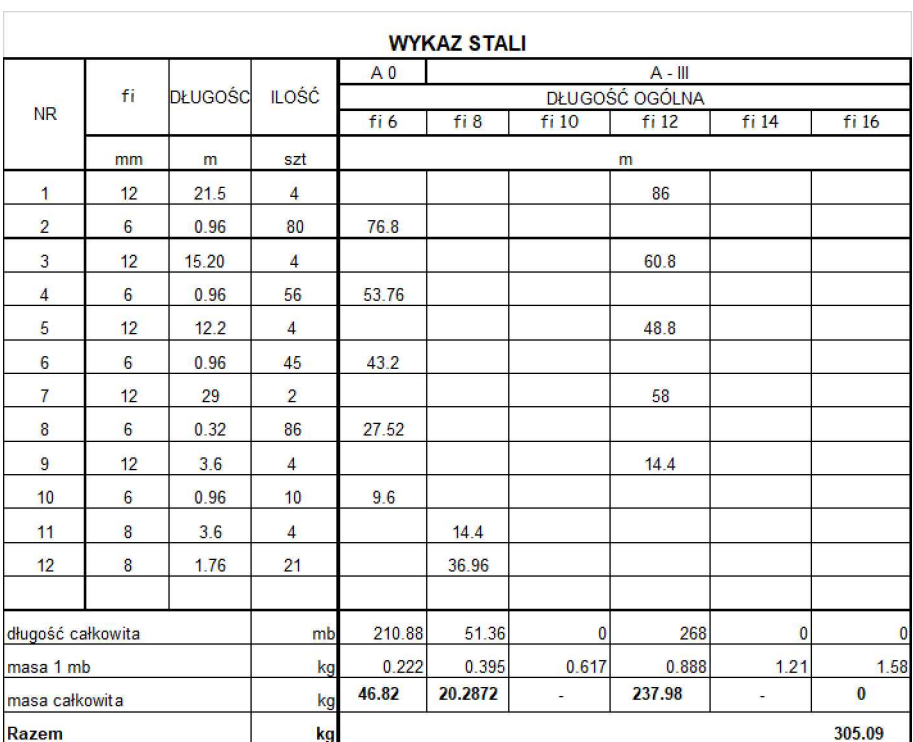 WYKAZ STALI
NR fi DŁUGOŚC ILOŚĆ A 0 A - III
DŁUGOŚĆ OGÓLNA
fi 6 fi 8 fi 10 fi 12 fi 14 fi 16
mm m szt m
1 12 21.5 4 86
2 6 0.96 80 76.8
3 12 15.20 4 60.8
4 6 0.96 56 53.76
5 12 12.2 4 48.8
6 6 0.96 45 43.2
7 12 29 2 58
8 6 0.32 86 27.52
9 12 3.6 4 14.4
10 6 0.96 10 9.6
11 8 3.6 4 14.4
12 8 1.76 21 36.96
długość całkowita mb 210.88 51.36 0 268 0 0
masa 1 mb kg 0.222 0.395 0.617 0.888 1.21 1.58
masa całkowita kg 46.82 20.2872 - 237.98 - 0
Razem kg 305.09